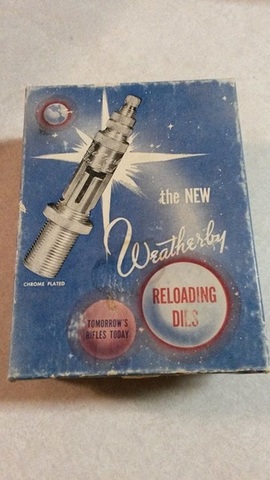 the NEW
Weatherby
CHROME PLATED
RELOADING
DIES
TOMORROW'S
RIFLES TODAY